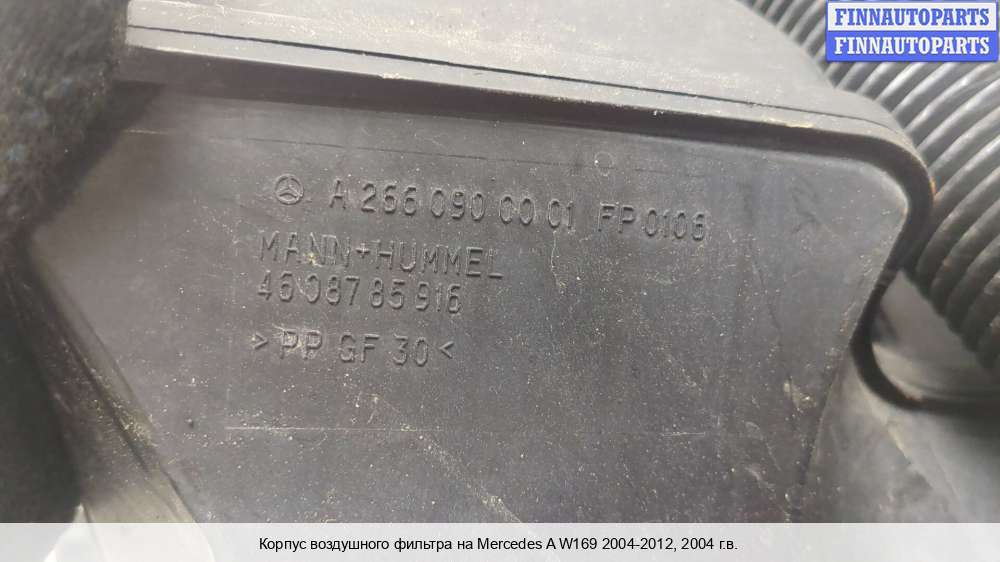 FINNAUTOPARTS
FINNAUTOPARTS
A 266 090 00 01 FP 0106
MANN+HUMMEL
46 087 85 916
> PP GF 30 <
Корпус воздушного фильтра на Mercedes A W169 2004-2012, 2004 г.в.